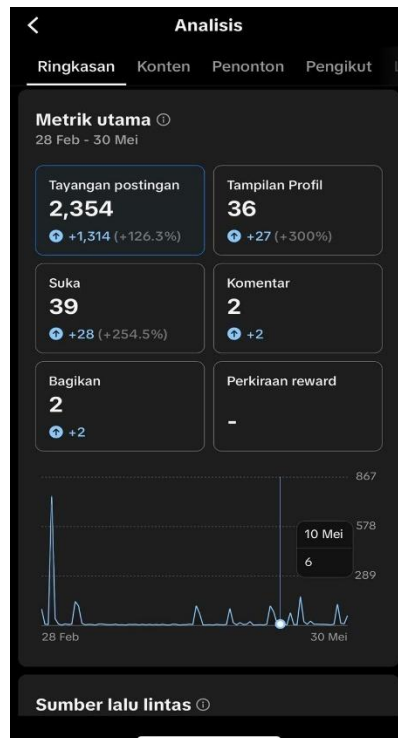 Analisis
Ringkasan Konten Penonton Pengikut
Metrik utama
28 Feb - 30 Mei
Tayangan postingan
2,354
+1,314 (+126.3%)
Tampilan Profil
36
+27 (+300%)
Suka
39
+28 (+254.5%)
Komentar
2
+2
Bagikan
2
+2
Perkiraan reward
-
867
578
289
10 Mei
6
28 Feb
30 Mei
Sumber lalu lintas